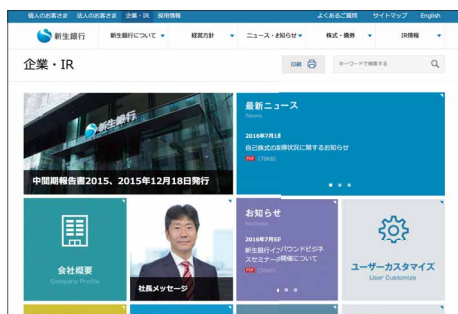 個人のお客さま 法人のお客さま 企業・IR 採用情報 よくあるご質問 サイトマップ English
新生銀行 新生銀行について 経営方針 ニュース・お知らせ 株式・債券 IR情報
企業・IR 印刷 キーワードで検索する
新生銀行
中間期報告書2015、2015年12月18日発行
最新ニュース
News
2016年7月1日
自己株式の取得状況に関するお知らせ
PDF
会社概要
Company Profile
社長メッセージ
お知らせ
Notices
2016年7月5日
新生銀行インバウンドビジネ
スセミナーの開催について
PDF
ユーザーカスタマイズ
User Customize